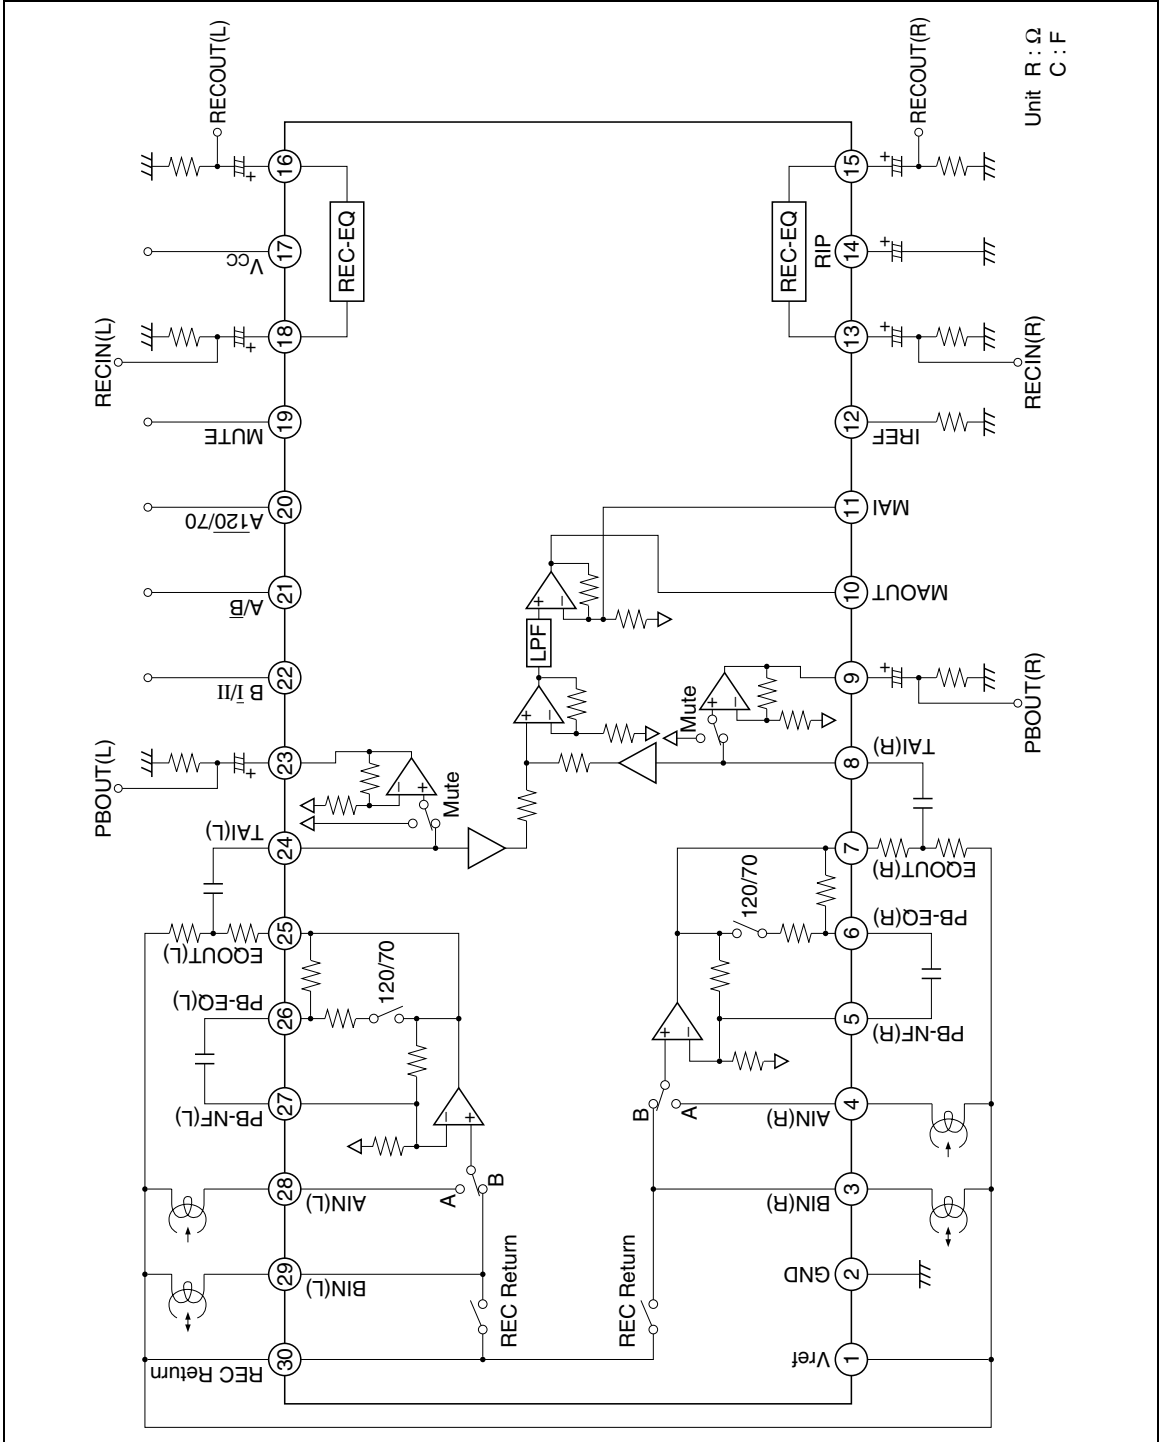 RECOUT(L)
16
REC-EQ
17
VCC
18
RECIN(L)
19
MUTE
20
A120/70
21
A/B
22
B I/II
23
PBOUT(L)
24
TAI(L)
Mute
25
EQOUT(L)
26
PB-EQ(L)
120/70
27
PB-NF(L)
28
AIN(L)
A
B
29
BIN(L)
REC Return
30
REC Return
+
+
+
+
–
–
+
LPF
+
–
+
–
+
–
Mute
RECOUT(R)
15
+
REC-EQ
14
RIP
+
13
+
RECIN(R)
12
IREF
11
MAI
10
MAOUT
9
+
PBOUT(R)
8
TAI(R)
7
EQOUT(R)
6
PB-EQ(R)
120/70
5
PB-NF(R)
+
–
4
AIN(R)
B
A
3
BIN(R)
REC Return
2
GND
1
Vref
Unit R : Ω
C : F